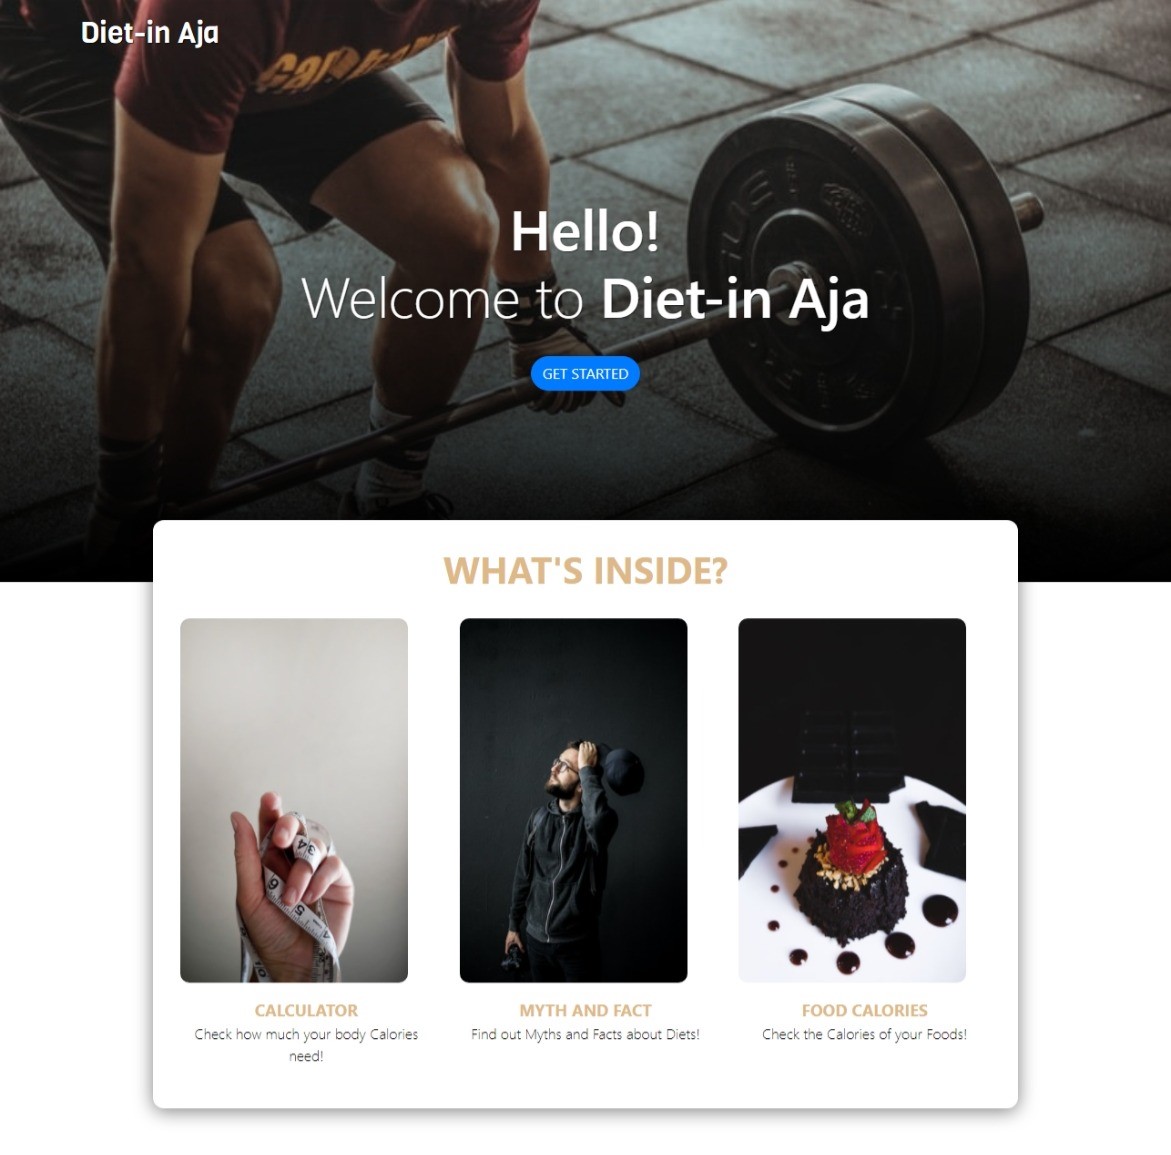 Diet-in Aja
Hello!
Welcome to Diet-in Aja
GET STARTED
WHAT'S INSIDE?
CALCULATOR
Check how much your body Calories
need!
MYTH AND FACT
Find out Myths and Facts about Diets!
FOOD CALORIES
Check the Calories of your Foods!